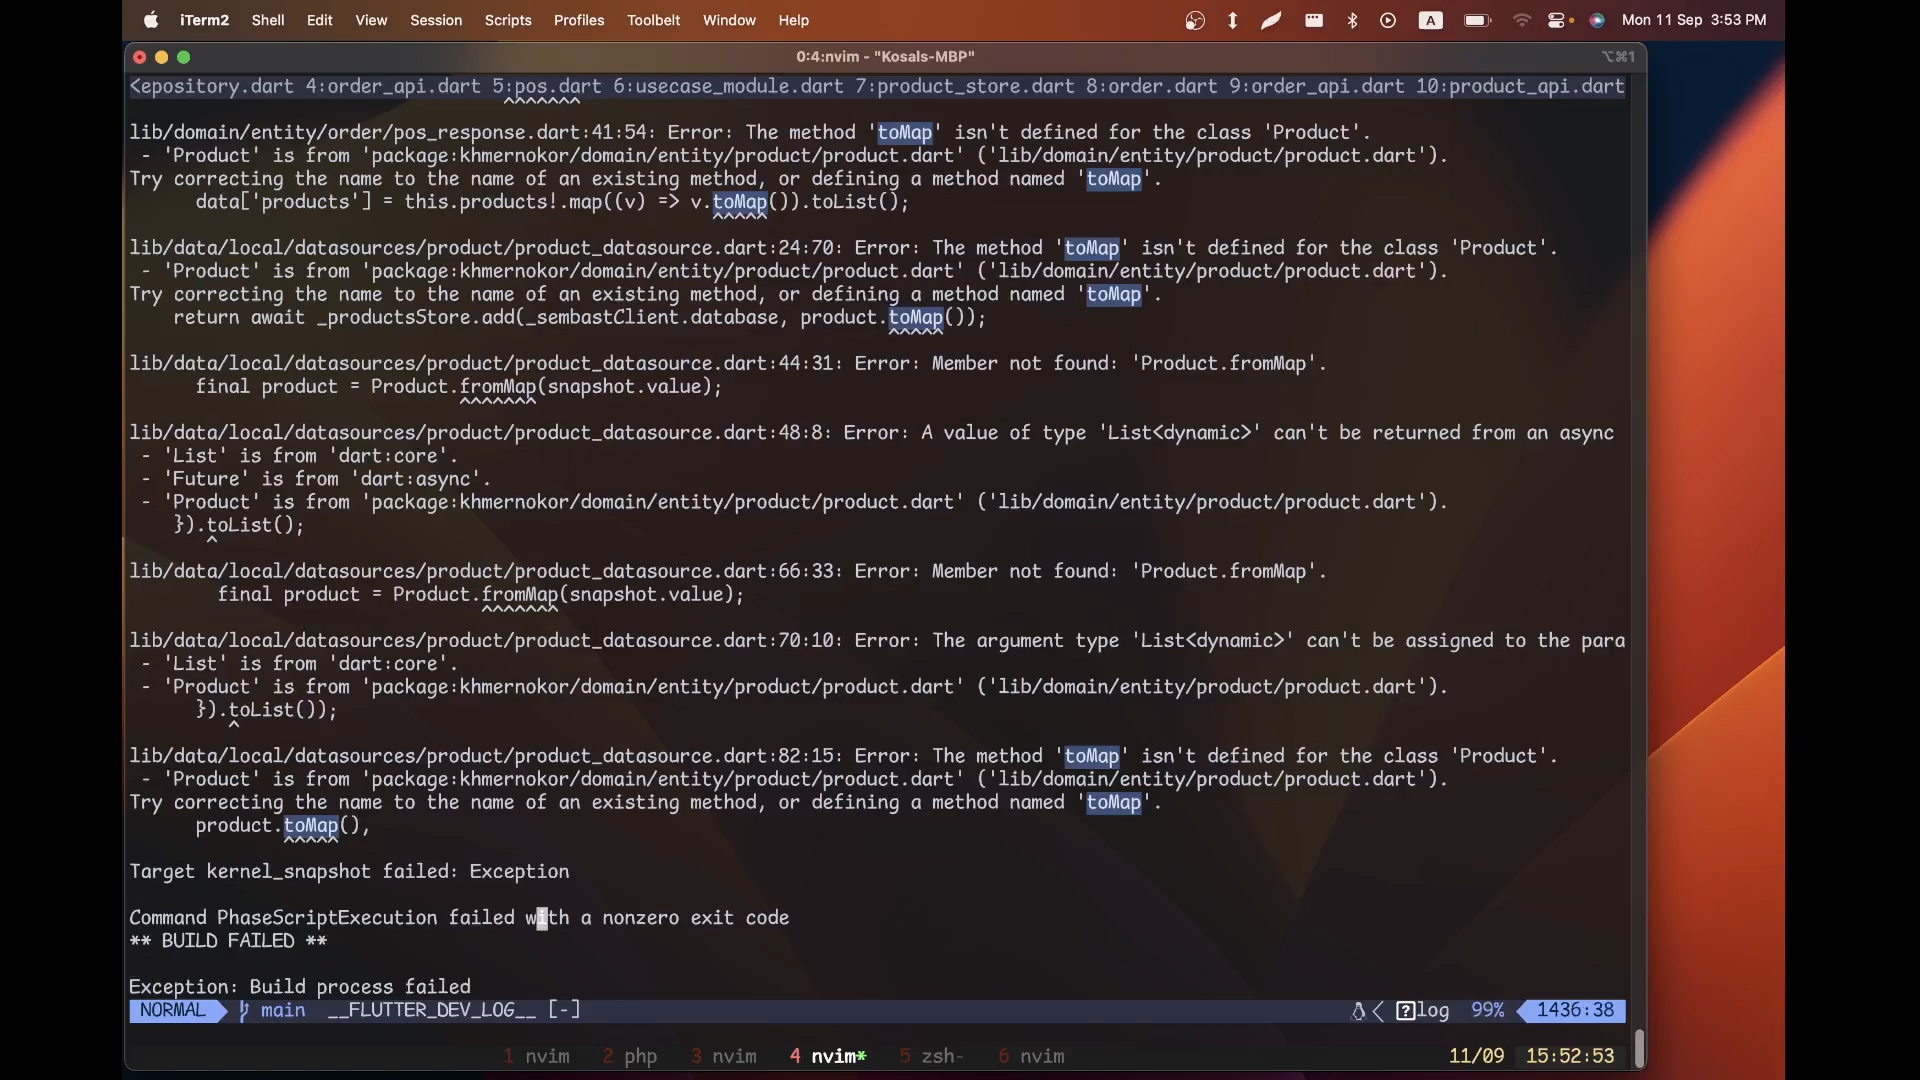 iTerm2 Shell Edit View Session Scripts Profiles Toolbelt Window Help A Mon 11 Sep 3:53 PM
0:4:nvim - "Kosals-MBP" ⌥⌘1
<epository.dart 4:order_api.dart 5:pos.dart 6:usecase_module.dart 7:product_store.dart 8:order.dart 9:order_api.dart 10:product_api.dart
lib/domain/entity/order/pos_response.dart:41:54: Error: The method 'toMap' isn't defined for the class 'Product'.
- 'Product' is from 'package:khmernokor/domain/entity/product/product.dart' ('lib/domain/entity/product/product.dart').
Try correcting the name to the name of an existing method, or defining a method named 'toMap'.
data['products'] = this.products!.map((v) => v.toMap()).toList();
^^^^^
lib/data/local/datasources/product/product_datasource.dart:24:70: Error: The method 'toMap' isn't defined for the class 'Product'.
- 'Product' is from 'package:khmernokor/domain/entity/product/product.dart' ('lib/domain/entity/product/product.dart').
Try correcting the name to the name of an existing method, or defining a method named 'toMap'.
return await _productsStore.add(_sembastClient.database, product.toMap());
^^^^^
lib/data/local/datasources/product/product_datasource.dart:44:31: Error: Member not found: 'Product.fromMap'.
final product = Product.fromMap(snapshot.value);
^^^^^^^
lib/data/local/datasources/product/product_datasource.dart:48:8: Error: A value of type 'List<dynamic>' can't be returned from an async
- 'List' is from 'dart:core'.
- 'Future' is from 'dart:async'.
- 'Product' is from 'package:khmernokor/domain/entity/product/product.dart' ('lib/domain/entity/product/product.dart').
}).toList();
^
lib/data/local/datasources/product/product_datasource.dart:66:33: Error: Member not found: 'Product.fromMap'.
final product = Product.fromMap(snapshot.value);
^^^^^^^
lib/data/local/datasources/product/product_datasource.dart:70:10: Error: The argument type 'List<dynamic>' can't be assigned to the para
- 'List' is from 'dart:core'.
- 'Product' is from 'package:khmernokor/domain/entity/product/product.dart' ('lib/domain/entity/product/product.dart').
}).toList());
^
lib/data/local/datasources/product/product_datasource.dart:82:15: Error: The method 'toMap' isn't defined for the class 'Product'.
- 'Product' is from 'package:khmernokor/domain/entity/product/product.dart' ('lib/domain/entity/product/product.dart').
Try correcting the name to the name of an existing method, or defining a method named 'toMap'.
product.toMap(),
^^^^^
Target kernel_snapshot failed: Exception
Command PhaseScriptExecution failed with a nonzero exit code
** BUILD FAILED **
Exception: Build process failed
NORMAL main __FLUTTER_DEV_LOG__ [-] ?log 99% 1436:38
1 nvim 2 php 3 nvim 4 nvim* 5 zsh- 6 nvim 11/09 15:52:53